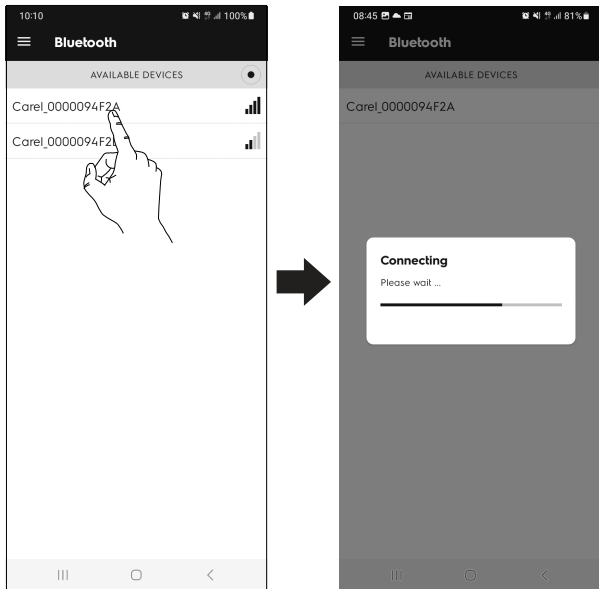 10:10
100%
Bluetooth
AVAILABLE DEVICES
Carel_0000094F2A
08:45
81%
Bluetooth
AVAILABLE DEVICES
Carel_0000094F2A
Connecting
Please wait ...